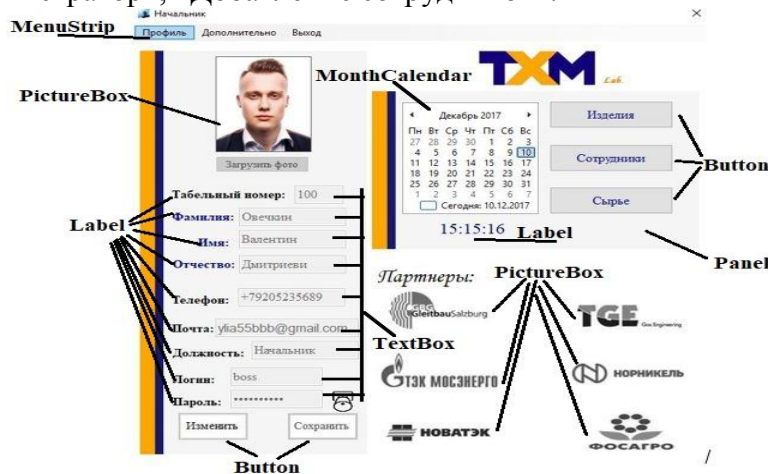 Начальник
MenuStrip
Профиль Дополнительно Выход
TXM Lab.
MonthCalendar
PictureBox
Загрузить фото
Декабрь 2017
Пн Вт Ср Чт Пт Сб Вс
27 28 29 30 1 2 3
4 5 6 7 8 9 10
11 12 13 14 15 16 17
18 19 20 21 22 23 24
25 26 27 28 29 30 31
1 2 3 4 5 6 7
Сегодня: 10.12.2017
15:15:16
Label
Изделия
Сотрудники
Сырье
Button
Panel
Label
Табельный номер: 100
Фамилия: Овечкин
Имя: Валентин
Отчество: Дмитриеви
Телефон: +79205235689
Почта: ylia55bbb@gmail.com
Должность: Начальник
Логин: boss
Пароль: **********
TextBox
Изменить Сохранить
Button
Партнеры:
PictureBox
GBG
GleitbauSalzburg
TGE Gas Engineering
ГТЭК МОСЭНЕРГО
НОРНИКЕЛЬ
НОВАТЭК
ФОСАГРО
/